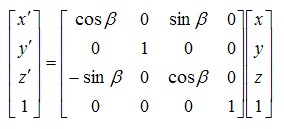 x′ cos β 0 sin β 0 x
y′ 0 1 0 0 y
=
z′ − sin β 0 cos β 0 z
1 0 0 0 1 1